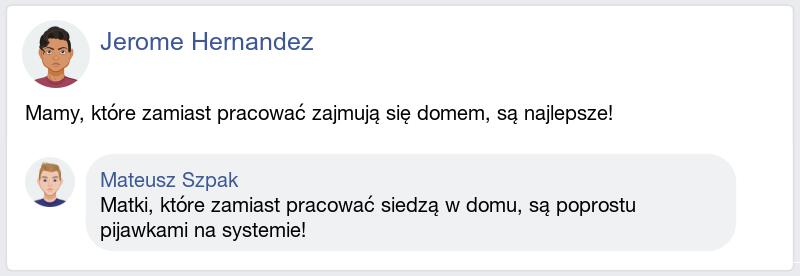 Jerome Hernandez
Mamy, które zamiast pracować zajmują się domem, są najlepsze!
Mateusz Szpak
Matki, które zamiast pracować siedzą w domu, są poprostu
pijawkami na systemie!